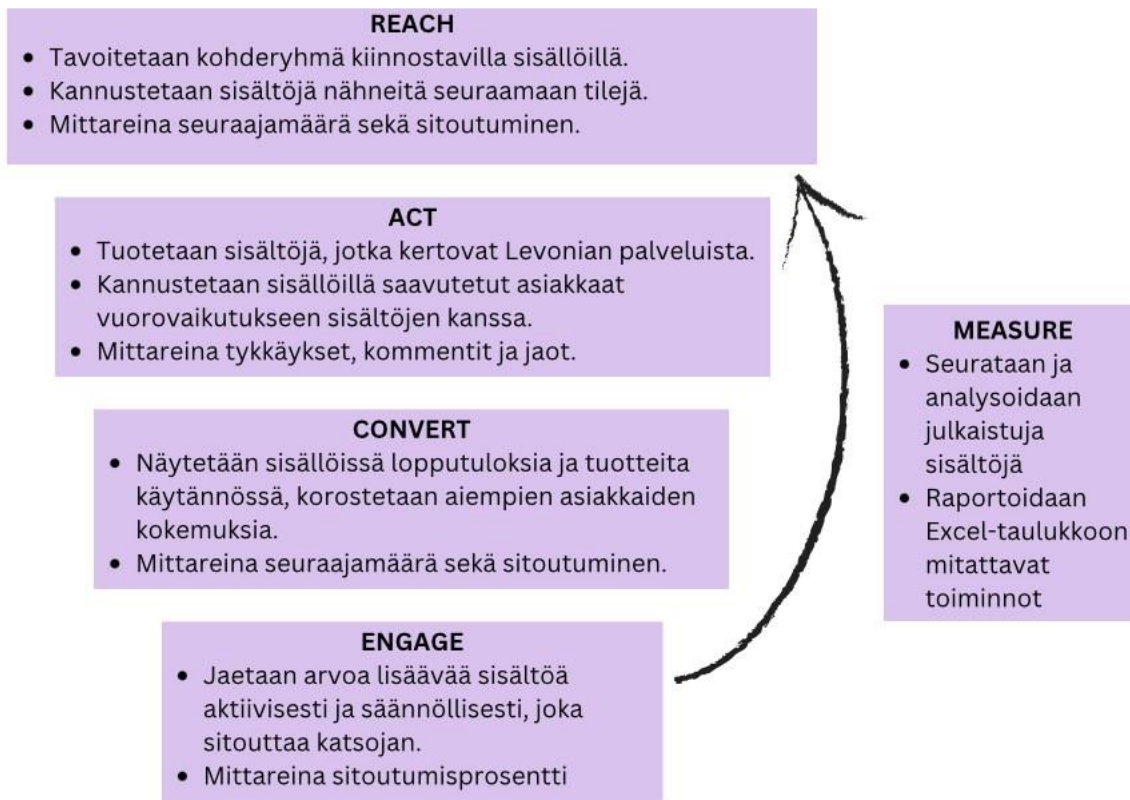 REACH
• Tavoitetaan kohderyhmä kiinnostavilla sisällöillä.
• Kannustetaan sisältöjä nähneitä seuraamaan tilejä.
• Mittareina seuraajamäärä sekä sitoutuminen.
ACT
• Tuotetaan sisältöjä, jotka kertovat Levonian palveluista.
• Kannustetaan sisällöillä saavutetut asiakkaat
vuorovaikutukseen sisältöjen kanssa.
• Mittareina tykkäykset, kommentit ja jaot.
CONVERT
• Näytetään sisällöissä lopputuloksia ja tuotteita
käytännössä, korostetaan aiempien asiakkaiden
kokemuksia.
• Mittareina seuraajamäärä sekä sitoutuminen.
ENGAGE
• Jaetaan arvoa lisäävää sisältöä
aktiivisesti ja säännöllisesti, joka
sitouttaa katsojan.
• Mittareina sitoutumisprosentti
MEASURE
• Seurataan ja
analysoidaan
julkaistuja
sisältöjä
• Raportoidaan
Excel-taulukkoon
mitattavat
toiminnot